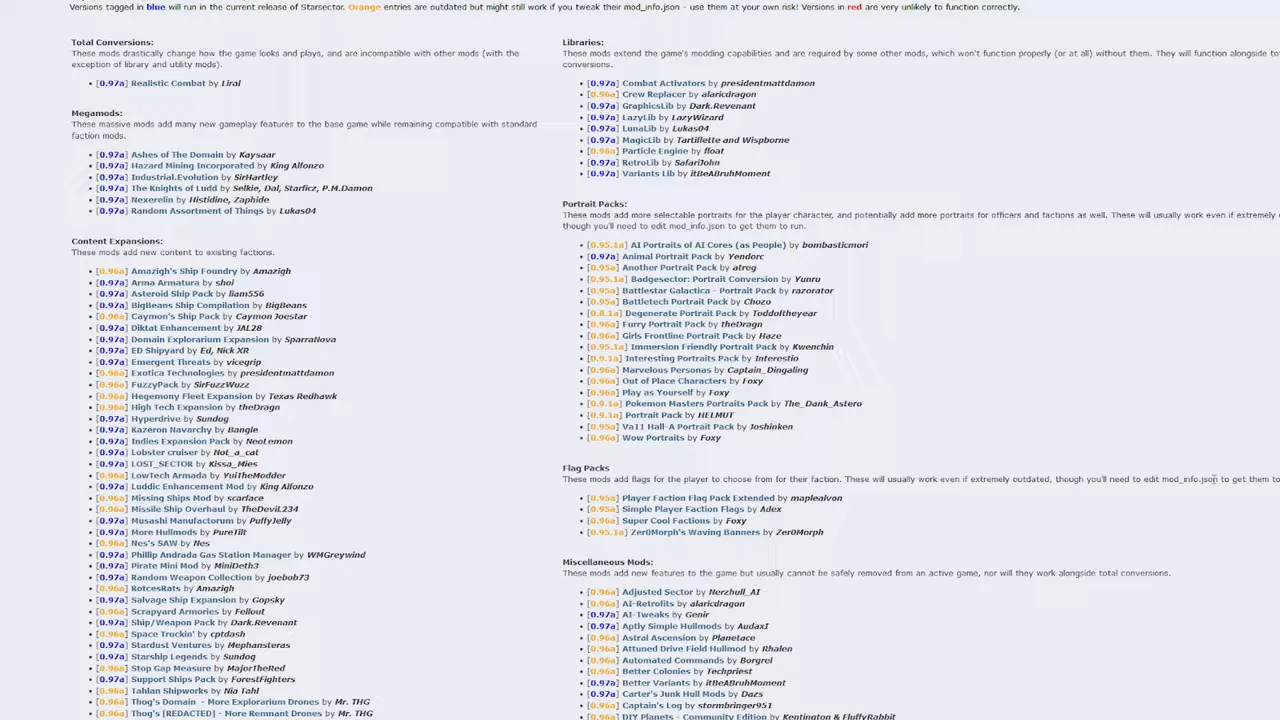 Versions tagged in blue will run in the current release of Starsector. Orange entries are outdated but might still work if you tweak their mod_info.json - use them at your own risk! Versions in red are very unlikely to function correctly.
Total Conversions:
These mods drastically change how the game looks and plays, and are incompatible with other mods (with the
exception of library and utility mods).
• [0.97a] Realistic Combat by Liral
Megamods:
These massive mods add many new gameplay features to the base game while remaining compatible with standard
faction mods.
• [0.97a] Ashes of The Domain by Kaysaar
• [0.97a] Hazard Mining Incorporated by King Alfonzo
• [0.97a] Industrial.Evolution by SirHartley
• [0.97a] The Knights of Ludd by Selkie, Dal, Starficz, P.M.Damon
• [0.97a] Nexerelin by Histidine, Zaphide
• [0.97a] Random Assortment of Things by Lukas04
Content Expansions:
These mods add new content to existing factions.
• [0.96a] Amazigh's Ship Foundry by Amazigh
• [0.97a] Arma Armatura by shoi
• [0.97a] Asteroid Ship Pack by liam556
• [0.97a] BigBeans Ship Compilation by BigBeans
• [0.96a] Caymon's Ship Pack by Caymon Joestar
• [0.97a] Diktat Enhancement by JAL28
• [0.97a] Domain Explorarium Expansion by SparraNova
• [0.97a] ED Shipyard by Ed, Nick XR
• [0.97a] Emergent Threats by vicegrip
• [0.96a] Exotica Technologies by presidentmattdamon
• [0.96a] FuzzyPack by SirFuzzWuzz
• [0.96a] Hegemony Fleet Expansion by Texas Redhawk
• [0.96a] High Tech Expansion by theDragn
• [0.97a] Hyperdrive by Sundog
• [0.97a] Kazeron Navarchy by Bangle
• [0.97a] Indies Expansion Pack by NeoLemon
• [0.97a] Lobster cruiser by Not_a_cat
• [0.97a] LOST_SECTOR by Kissa_Mies
• [0.96a] LowTech Armada by YuiTheModder
• [0.97a] Luddic Enhancement Mod by King Alfonzo
• [0.96a] Missing Ships Mod by scarface
• [0.96a] Missile Ship Overhaul by TheDevil234
• [0.97a] Musashi Manufactorum by PuffyJelly
• [0.97a] More Hullmods by PureTilt
• [0.96a] Nes's SAW by Nes
• [0.97a] Phillip Andrada Gas Station Manager by WMGreywind
• [0.97a] Pirate Mini Mod by MiniDeth3
• [0.97a] Random Weapon Collection by joebob73
• [0.96a] RotcesRats by Amazigh
• [0.97a] Salvage Ship Expansion by Gopsky
• [0.96a] Scrapyard Armories by Fellout
• [0.97a] Ship/Weapon Pack by Dark.Revenant
• [0.96a] Space Truckin' by cptdash
• [0.97a] Stardust Ventures by Mephansteras
• [0.97a] Starship Legends by Sundog
• [0.96a] Stop Gap Measure by MajorTheRed
• [0.97a] Support Ships Pack by ForestFighters
• [0.96a] Tahlan Shipworks by Nia Tahl
• [0.96a] Thog's Domain - More Explorarium Drones by Mr. THG
• [0.96a] Thog's [REDACTED] - More Remnant Drones by Mr. THG
Libraries:
These mods extend the game's modding capabilities and are required by some other mods, which won't function properly (or at all) without them. They will function alongside to
conversions.
• [0.97a] Combat Activators by presidentmattdamon
• [0.96a] Crew Replacer by alaricdragon
• [0.97a] GraphicsLib by Dark.Revenant
• [0.97a] LazyLib by LazyWizard
• [0.97a] LunaLib by Lukas04
• [0.97a] MagicLib by Tartiflette and Wispborne
• [0.96a] Particle Engine by float
• [0.97a] RetroLib by SafariJohn
• [0.97a] Variants Lib by itBeABruhMoment
Portrait Packs:
These mods add more selectable portraits for the player character, and potentially add more portraits for officers and factions as well. These will usually work even if extremely
though you'll need to edit mod_info.json to get them to run.
• [0.95.1a] AI Portraits of AI Cores (as People) by bombasticmori
• [0.97a] Animal Portrait Pack by Yendorc
• [0.95a] Another Portrait Pack by atreg
• [0.95.1a] Badgesector: Portrait Conversion by Yunru
• [0.95a] Battlestar Galactica - Portrait Pack by razorator
• [0.95a] Battletech Portrait Pack by Chozo
• [0.8.1a] Degenerate Portrait Pack by Toddoftheyear
• [0.96a] Furry Portrait Pack by theDragn
• [0.96a] Girls Frontline Portrait Pack by Haze
• [0.95.1a] Immersion Friendly Portrait Pack by Kwenchin
• [0.9.1a] Interesting Portraits Pack by Interestio
• [0.96a] Marvelous Personas by Captain_Dingaling
• [0.96a] Out of Place Characters by Foxy
• [0.96a] Play as Yourself by Foxy
• [0.9.1a] Pokemon Masters Portraits Pack by The_Dank_Astero
• [0.9.1a] Portrait Pack by HELMUT
• [0.95a] Va11 Hall-A Portrait Pack by Joshinken
• [0.96a] Wow Portraits by Foxy
Flag Packs
These mods add flags for the player to choose from for their faction. These will usually work even if extremely outdated, though you'll need to edit mod_info.json to get them to
• [0.95a] Player Faction Flag Pack Extended by maplealvon
• [0.95a] Simple Player Faction Flags by Adex
• [0.96a] Super Cool Factions by Foxy
• [0.95.1a] Zer0Morph's Waving Banners by Zer0Morph
Miscellaneous Mods:
These mods add new features to the game but usually cannot be safely removed from an active game, nor will they work alongside total conversions.
• [0.96a] Adjusted Sector by Nerzhull_AI
• [0.96a] AI-Retrofits by alaricdragon
• [0.97a] AI-Tweaks by Genir
• [0.97a] Aptly Simple Hullmods by AudaxI
• [0.96a] Astral Ascension by Planetace
• [0.96a] Attuned Drive Field Hullmod by Rhalen
• [0.96a] Automated Commands by Borgrel
• [0.96a] Better Colonies by Techpriest
• [0.97a] Better Variants by itBeABruhMoment
• [0.97a] Carter's Junk Hull Mods by Dazs
• [0.96a] Captain's Log by stormbringer951
• [0.96a] DIY Planets - Community Edition by Kentington & FluffyRabbit